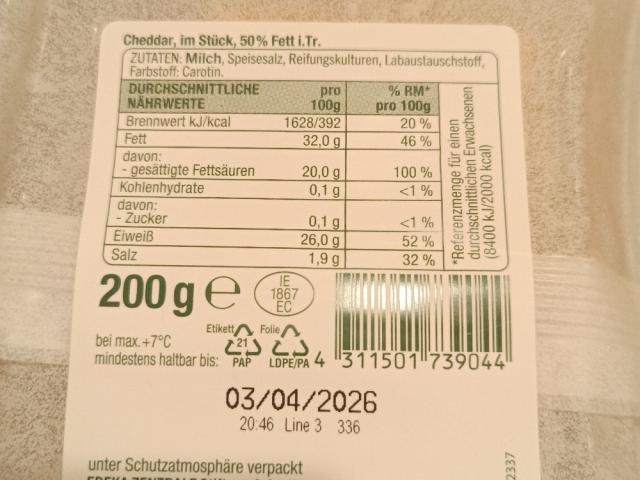 Cheddar, im Stück, 50% Fett i.Tr.
ZUTATEN: Milch, Speisesalz, Reifungskulturen, Labaustauschstoff,
Farbstoff: Carotin.
DURCHSCHNITTLICHE NÄHRWERTE pro 100g % RM* pro 100g
Brennwert kJ/kcal 1628/392 20 %
Fett 32,0 g 46 %
davon:
- gesättigte Fettsäuren 20,0 g 100 %
Kohlenhydrate 0,1 g <1 %
davon:
- Zucker 0,1 g <1 %
Eiweiß 26,0 g 52 %
Salz 1,9 g 32 %
*Referenzmenge für einen
durchschnittlichen Erwachsenen
(8400 kJ/2000 kcal)
200 g e
IE
1867
EC
Etikett Folie
21
PAP LDPE/PA
bei max.+7°C
mindestens haltbar bis:
4 311501 739044
03/04/2026
20:46 Line 3 336
unter Schutzatmosphäre verpackt
2337